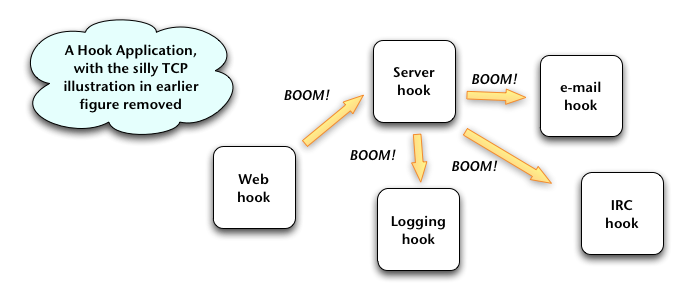 A Hook Application,
with the silly TCP
illustration in earlier
figure removed
BOOM!
Server
hook
BOOM!
e-mail
hook
Web
hook
BOOM!
BOOM!
Logging
hook
IRC
hook